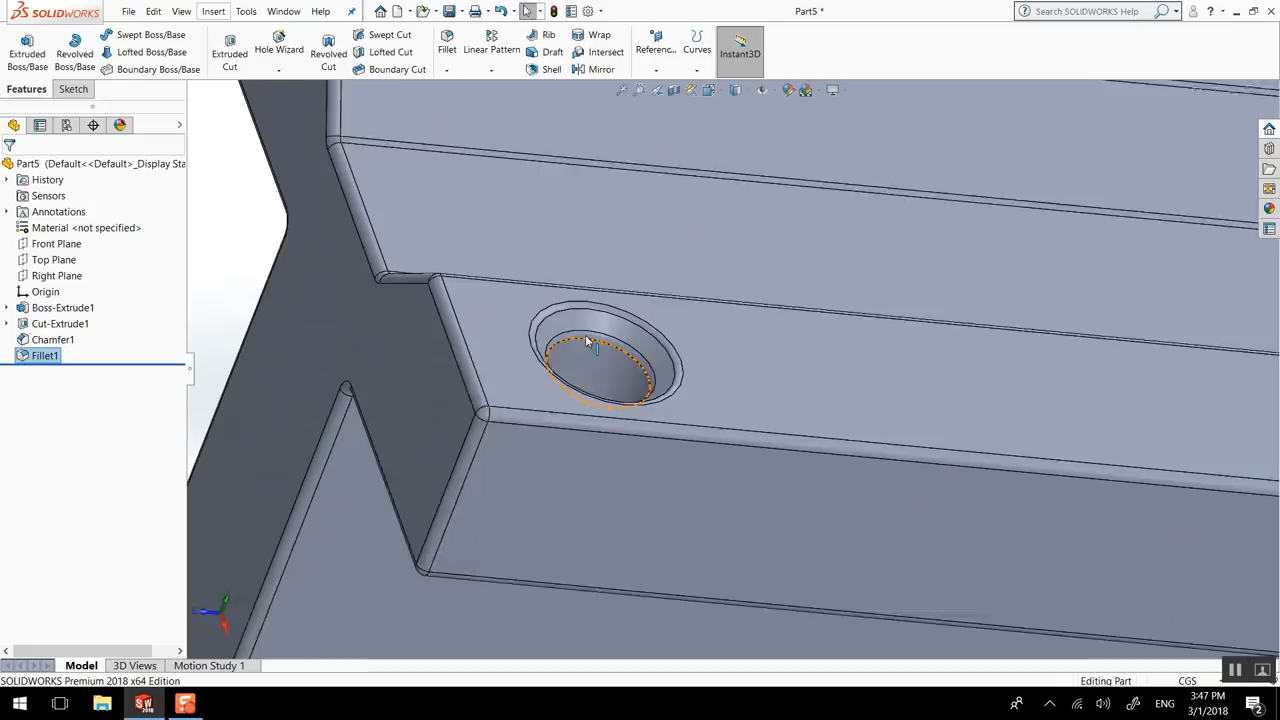 SOLIDWORKS File Edit View Insert Tools Window Help Part5 * Search SOLIDWORKS Help ?
Extruded Boss/Base
Revolved Boss/Base
Swept Boss/Base
Lofted Boss/Base
Boundary Boss/Base
Extruded Cut
Hole Wizard
Revolved Cut
Swept Cut
Lofted Cut
Boundary Cut
Fillet
Linear Pattern
Rib
Draft
Shell
Wrap
Intersect
Mirror
Referenc...
Curves
Instant3D
Features Sketch
Part5 (Default<<Default>_Display Sta
History
Sensors
Annotations
Material <not specified>
Front Plane
Top Plane
Right Plane
Origin
Boss-Extrude1
Cut-Extrude1
Chamfer1
Fillet1
Model 3D Views Motion Study 1
SOLIDWORKS Premium 2018 x64 Edition Editing Part CGS
ENG 3:47 PM
3/1/2018